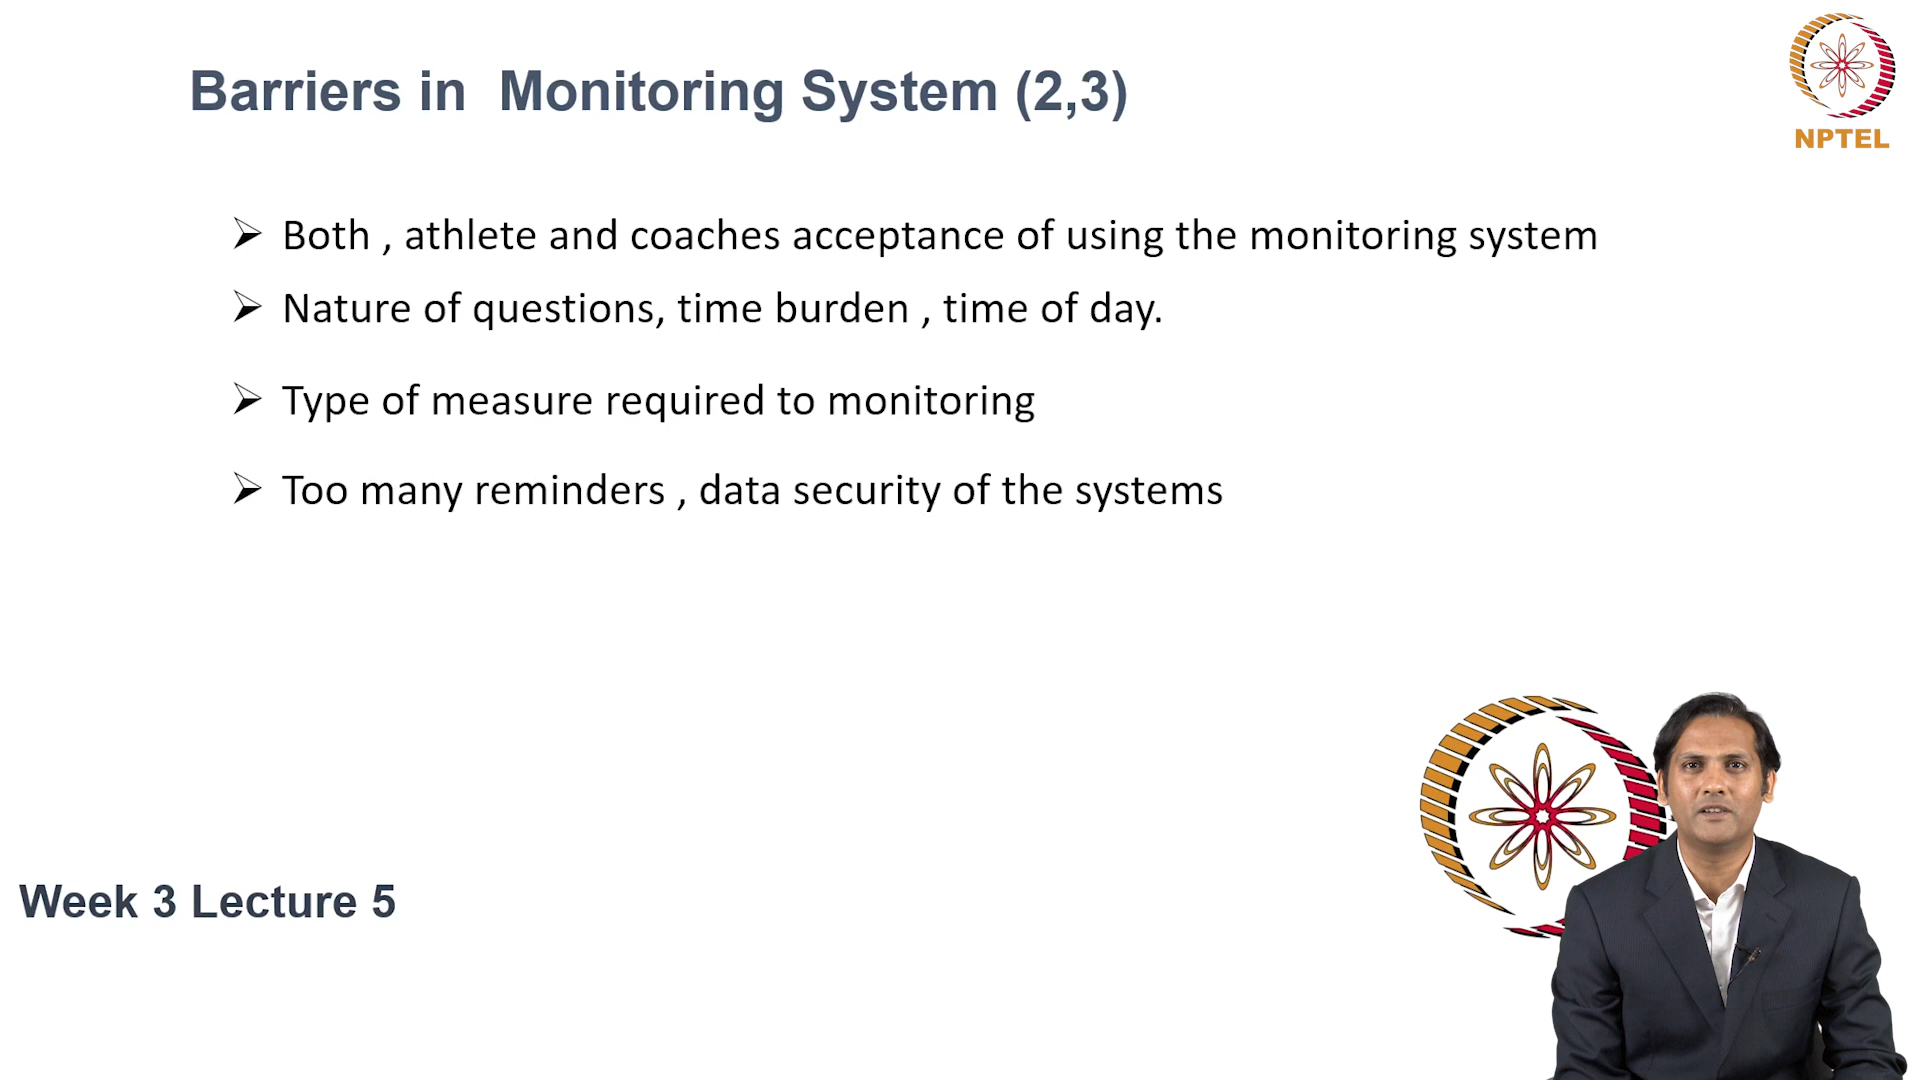 Barriers in  Monitoring System (2,3)
NPTEL
Both , athlete and coaches acceptance of using the monitoring system
Nature of questions, time burden , time of day.
Type of measure required to monitoring
Too many reminders , data security of the systems
Week 3 Lecture 5